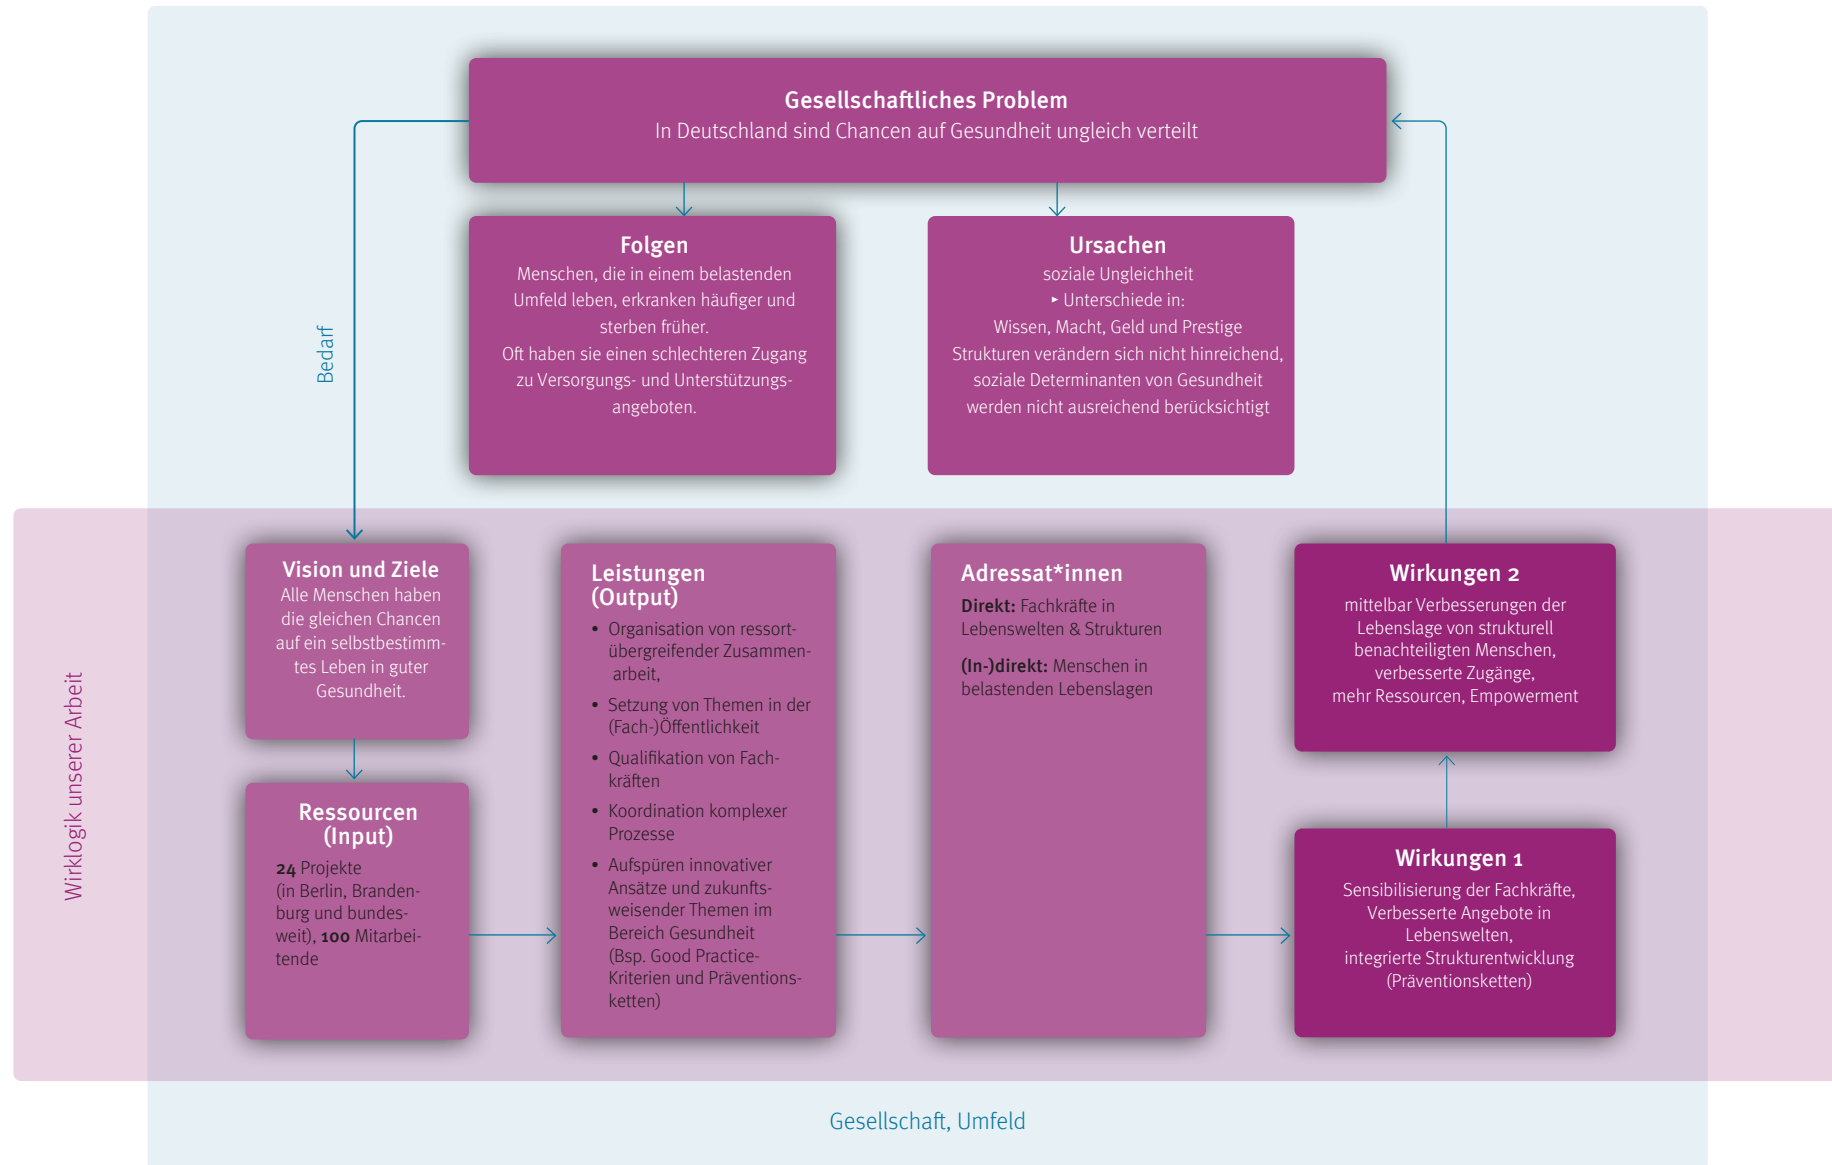 Gesellschaftliches Problem
In Deutschland sind Chancen auf Gesundheit ungleich verteilt
Folgen
Menschen, die in einem belastenden
Umfeld leben, erkranken häufiger und
sterben früher.
Oft haben sie einen schlechteren Zugang
zu Versorgungs- und Unterstützungs-
angeboten.
Ursachen
soziale Ungleichheit
▸ Unterschiede in:
Wissen, Macht, Geld und Prestige
Strukturen verändern sich nicht hinreichend,
soziale Determinanten von Gesundheit
werden nicht ausreichend berücksichtigt
Bedarf
Wirklogik unserer Arbeit
Vision und Ziele
Alle Menschen haben
die gleichen Chancen
auf ein selbstbestimm-
tes Leben in guter
Gesundheit.
Ressourcen
(Input)
24 Projekte
(in Berlin, Branden-
burg und bundes-
weit), 100 Mitarbei-
tende
Leistungen
(Output)
• Organisation von ressort-
übergreifender Zusammen-
arbeit,
• Setzung von Themen in der
(Fach-)Öffentlichkeit
• Qualifikation von Fach-
kräften
• Koordination komplexer
Prozesse
• Aufspüren innovativer
Ansätze und zukunfts-
weisender Themen im
Bereich Gesundheit
(Bsp. Good Practice-
Kriterien und Präventions-
ketten)
Adressat*innen
Direkt: Fachkräfte in
Lebenswelten & Strukturen
(In-)direkt: Menschen in
belastenden Lebenslagen
Wirkungen 2
mittelbar Verbesserungen der
Lebenslage von strukturell
benachteiligten Menschen,
verbesserte Zugänge,
mehr Ressourcen, Empowerment
Wirkungen 1
Sensibilisierung der Fachkräfte,
Verbesserte Angebote in
Lebenswelten,
integrierte Strukturentwicklung
(Präventionsketten)
Gesellschaft, Umfeld